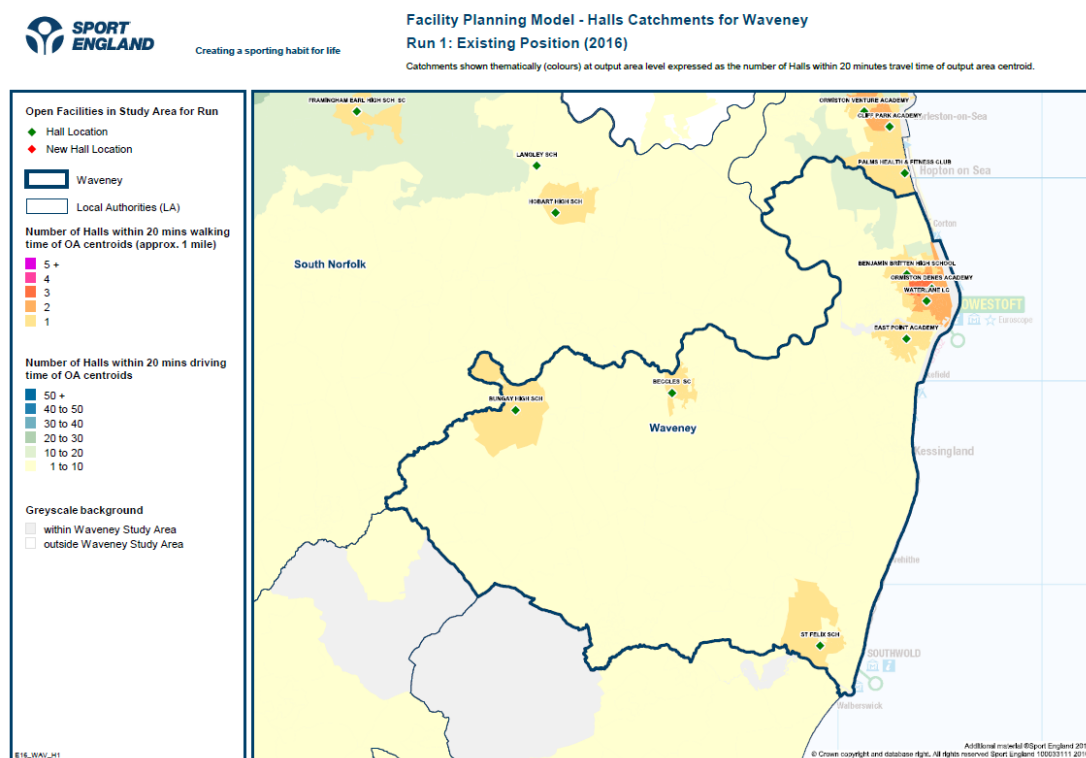 SPORT
ENGLAND
Creating a sporting habit for life
Facility Planning Model - Halls Catchments for Waveney
Run 1: Existing Position (2016)
Catchments shown thematically (colours) at output area level expressed as the number of Halls within 20 minutes travel time of output area centroid.
Open Facilities in Study Area for Run
Hall Location
New Hall Location
Waveney
Local Authorities (LA)
Number of Halls within 20 mins walking
time of OA centroids (approx. 1 mile)
5 +
4
3
2
1
Number of Halls within 20 mins driving
time of OA centroids
50 +
40 to 50
30 to 40
20 to 30
10 to 20
1 to 10
Greyscale background
within Waveney Study Area
outside Waveney Study Area
E16_WAV_H1
FRAMINGHAM EARL HIGH SCH SC
ORMISTON VENTURE ACADEMY
CLIFF PARK ACADEMY
LANGLEY SCH
PALMS HEALTH & FITNESS CLUB
Hopton on Sea
HOBART HIGH SCH
Corton
South Norfolk
BENJAMIN BRITTEN HIGH SCHOOL
ORMISTON DENES ACADEMY
WATERLANE LC
OWESTOFT
EAST POINT ACADEMY
BECCLES SC
BUNGAY HIGH SCH
Waveney
Kessingland
ST FELIX SCH
SOUTHWOLD
Walberswick
Additional material ©Sport England 201
© Crown copyright and database right. All rights reserved Sport England 100033111 201